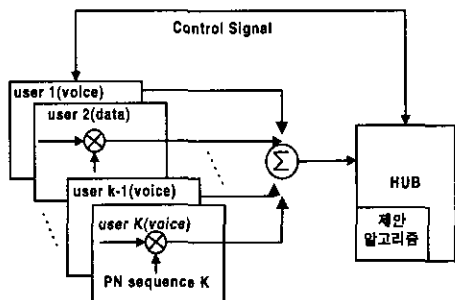 Control Signal
user 1(voice)
user 2(data)
user k-1(voice)
user K(voice)
PN sequence K
Σ
HUB
제안
알고리즘